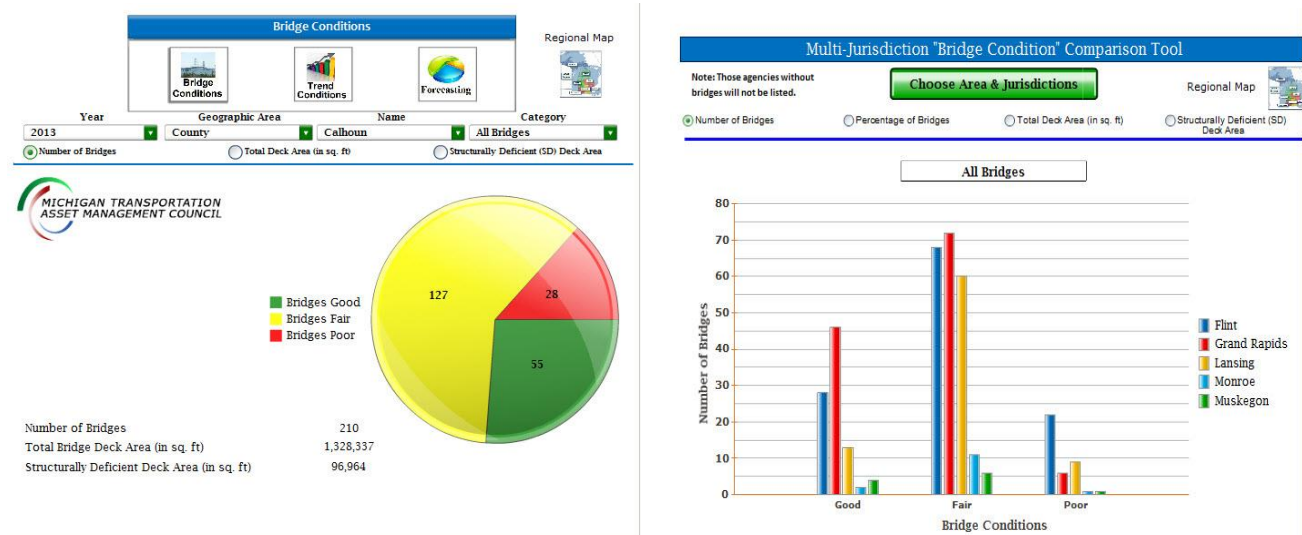 Bridge Conditions
Regional Map
Bridge
Conditions
Trend
Conditions
Forecasting
Year Geographic Area Name Category
2013 County Calhoun All Bridges
Number of Bridges Total Deck Area (in sq. ft) Structurally Deficient (SD) Deck Area
MICHIGAN TRANSPORTATION
ASSET MANAGEMENT COUNCIL
127
28
55
Bridges Good
Bridges Fair
Bridges Poor
Number of Bridges 210
Total Bridge Deck Area (in sq. ft) 1,328,337
Structurally Deficient Deck Area (in sq. ft) 96,964
Multi-Jurisdiction "Bridge Condition" Comparison Tool
Note: Those agencies without
bridges will not be listed.
Choose Area & Jurisdictions
Regional Map
Number of Bridges Percentage of Bridges Total Deck Area (in sq. ft) Structurally Deficient (SD)
Deck Area
All Bridges
80
70
60
50
40
30
20
10
0
Number of Bridges
Good Fair Poor
Bridge Conditions
Flint
Grand Rapids
Lansing
Monroe
Muskegon